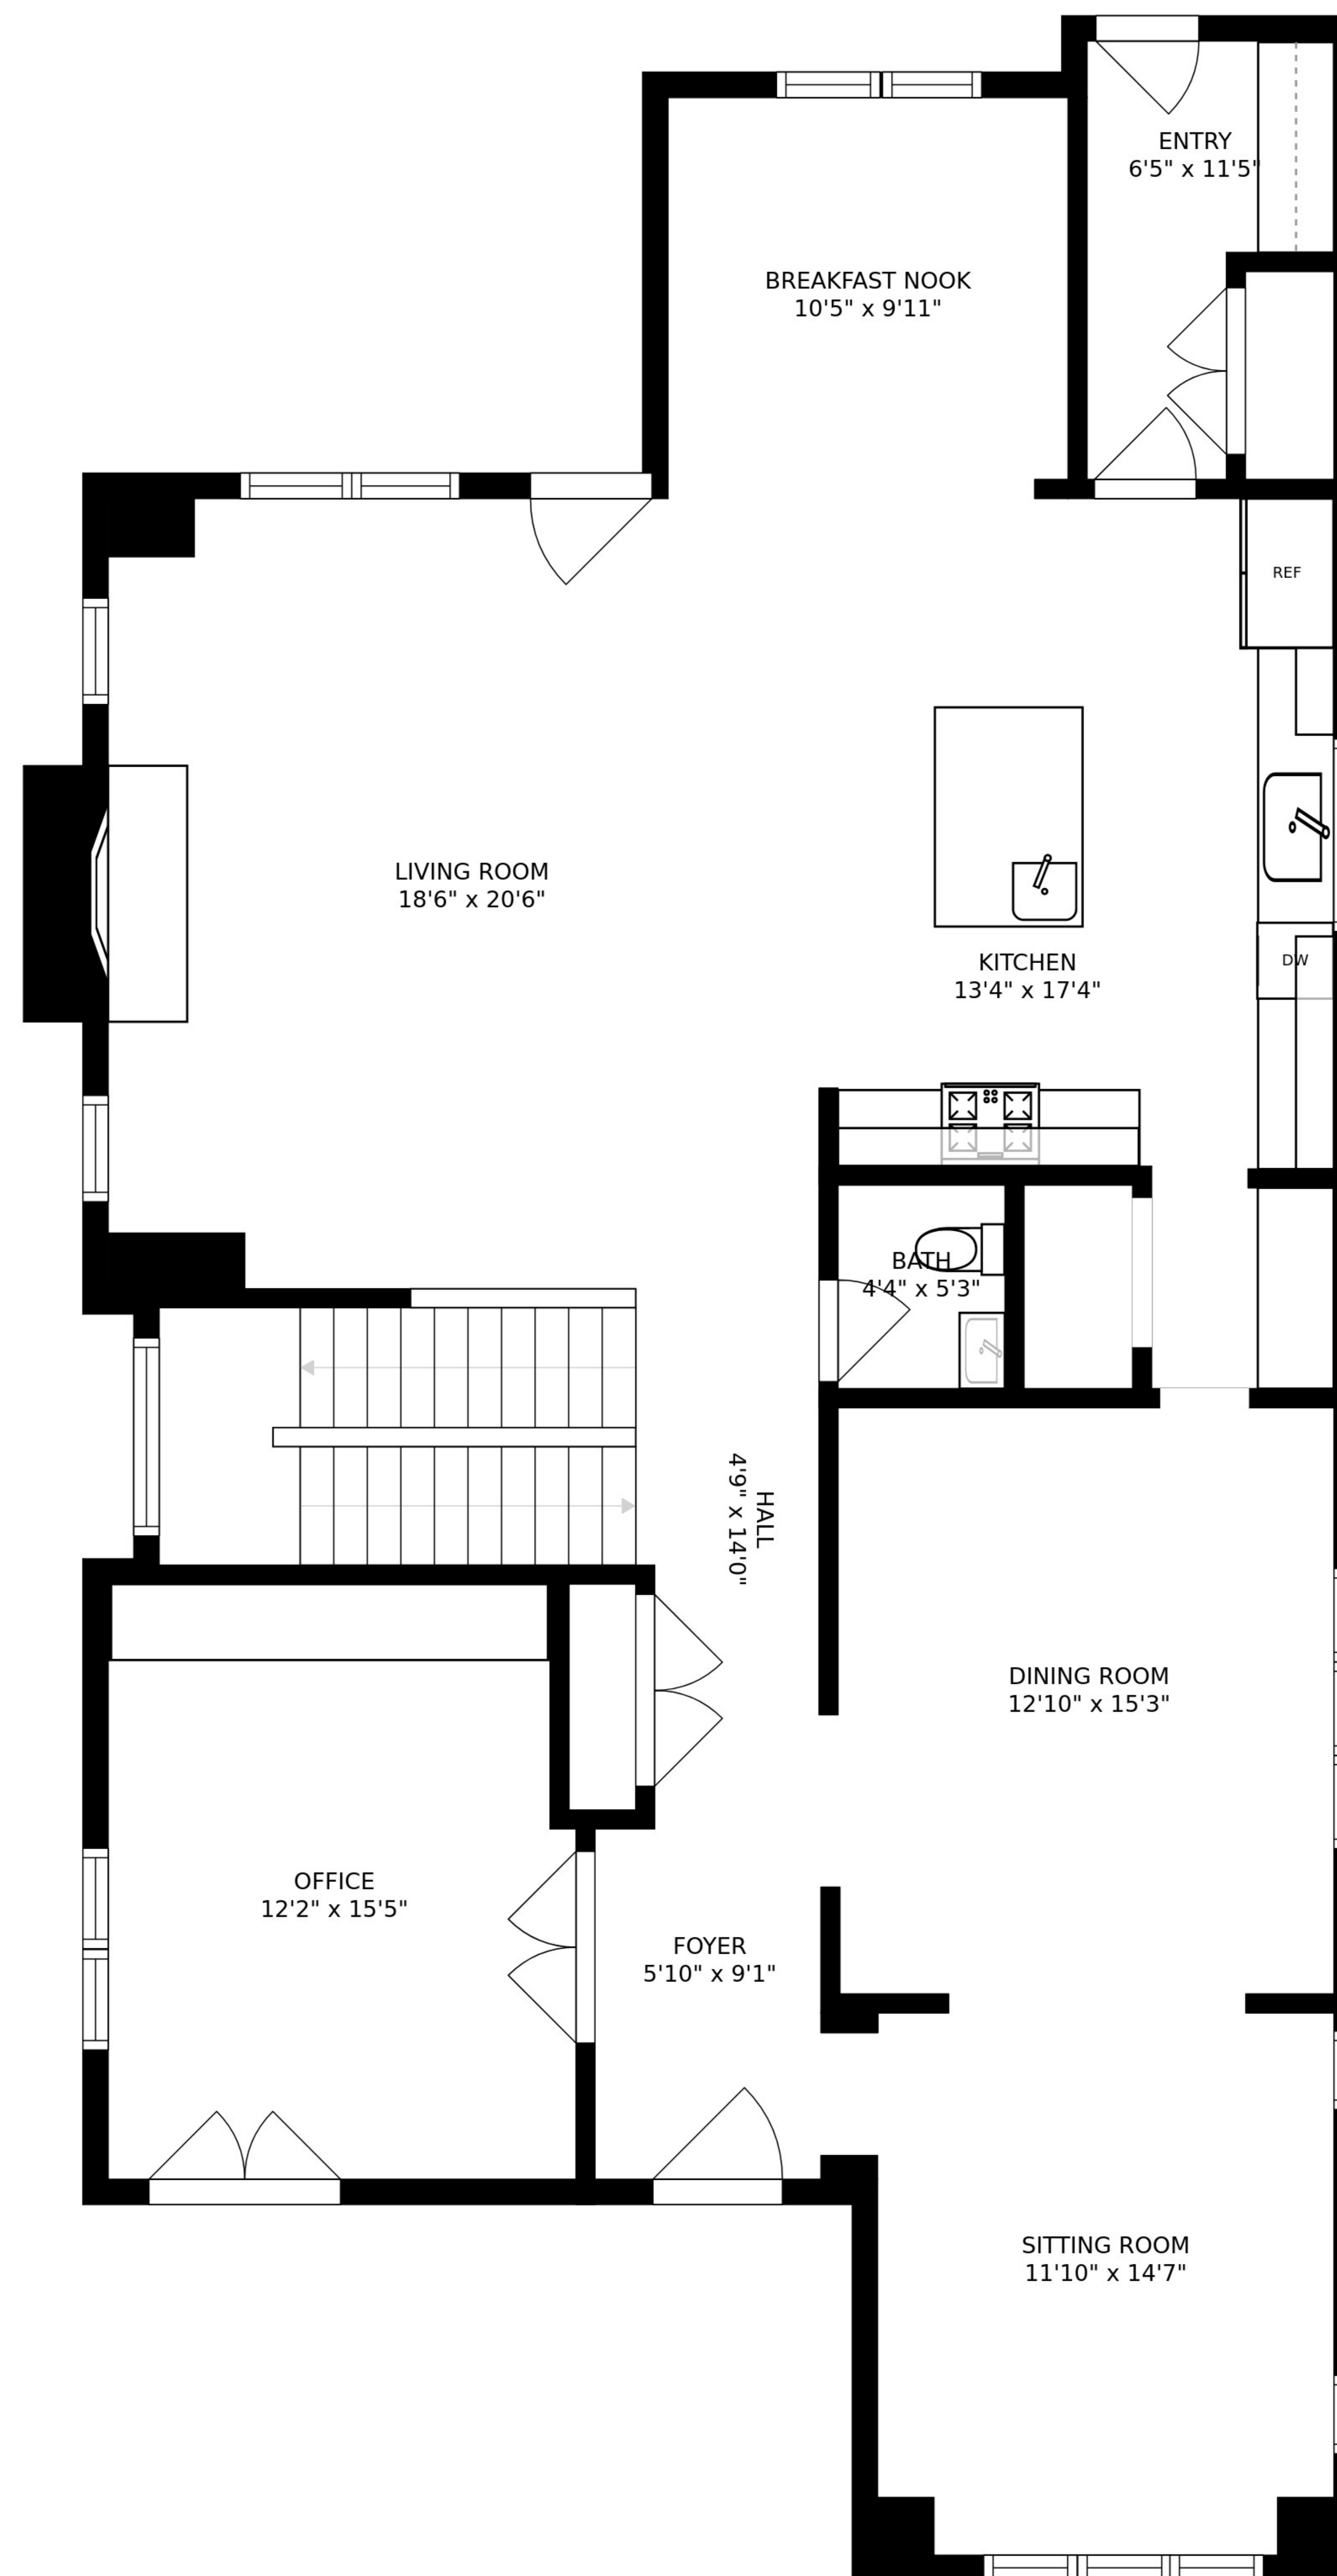 ENTRY
6'5" x 11'5"
BREAKFAST NOOK
10'5" x 9'11"
REF
LIVING ROOM
18'6" x 20'6"
KITCHEN
13'4" x 17'4"
DW
BATH
4'4" x 5'3"
HALL
4'9" x 14'0"
DINING ROOM
12'10" x 15'3"
OFFICE
12'2" x 15'5"
FOYER
5'10" x 9'1"
SITTING ROOM
11'10" x 14'7"